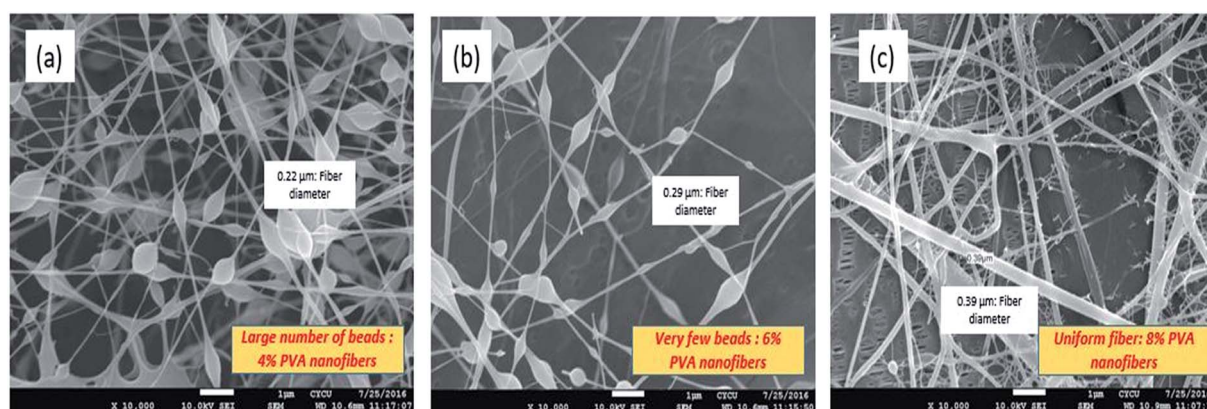 (a)
0.22 µm: Fiber
diameter
Large number of beads :
4% PVA nanofibers
1µm CYCU 7/25/2016
X 10,000 10.0kV SEI SEM WD 10.6mm 11:17:07
(b)
0.29 µm: Fiber
diameter
Very few beads : 6%
PVA nanofibers
1µm CYCU 7/25/2016
X 10,000 10.0kV SEI SEM WD 10.6mm 11:15:50
(c)
0.39µm
0.39 µm: Fiber
diameter
Uniform fiber: 8% PVA
nanofibers
1µm CYCU 7/25/2016
X 10,000 10.0kV SEI SEM WD 10.9mm 11:07: